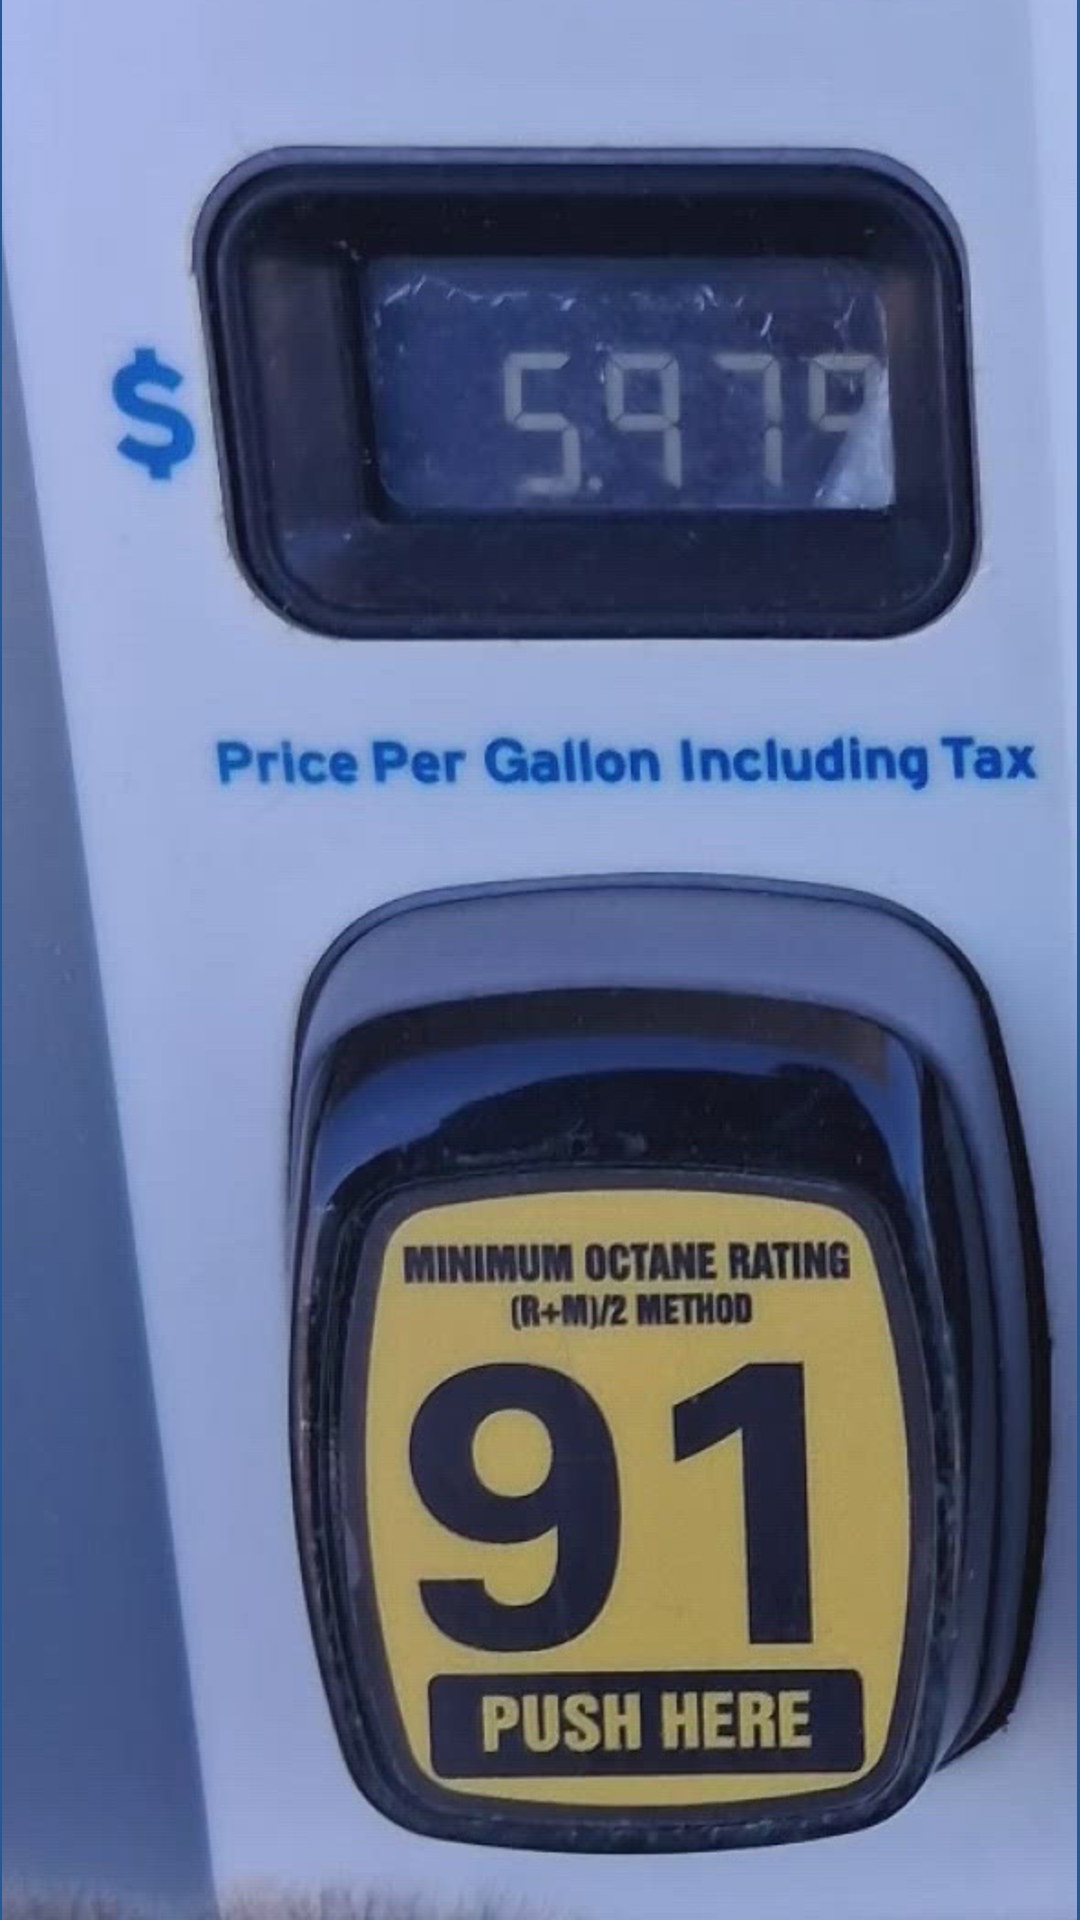 $ 5.979
Price Per Gallon Including Tax
MINIMUM OCTANE RATING
(R+M)/2 METHOD
91
PUSH HERE